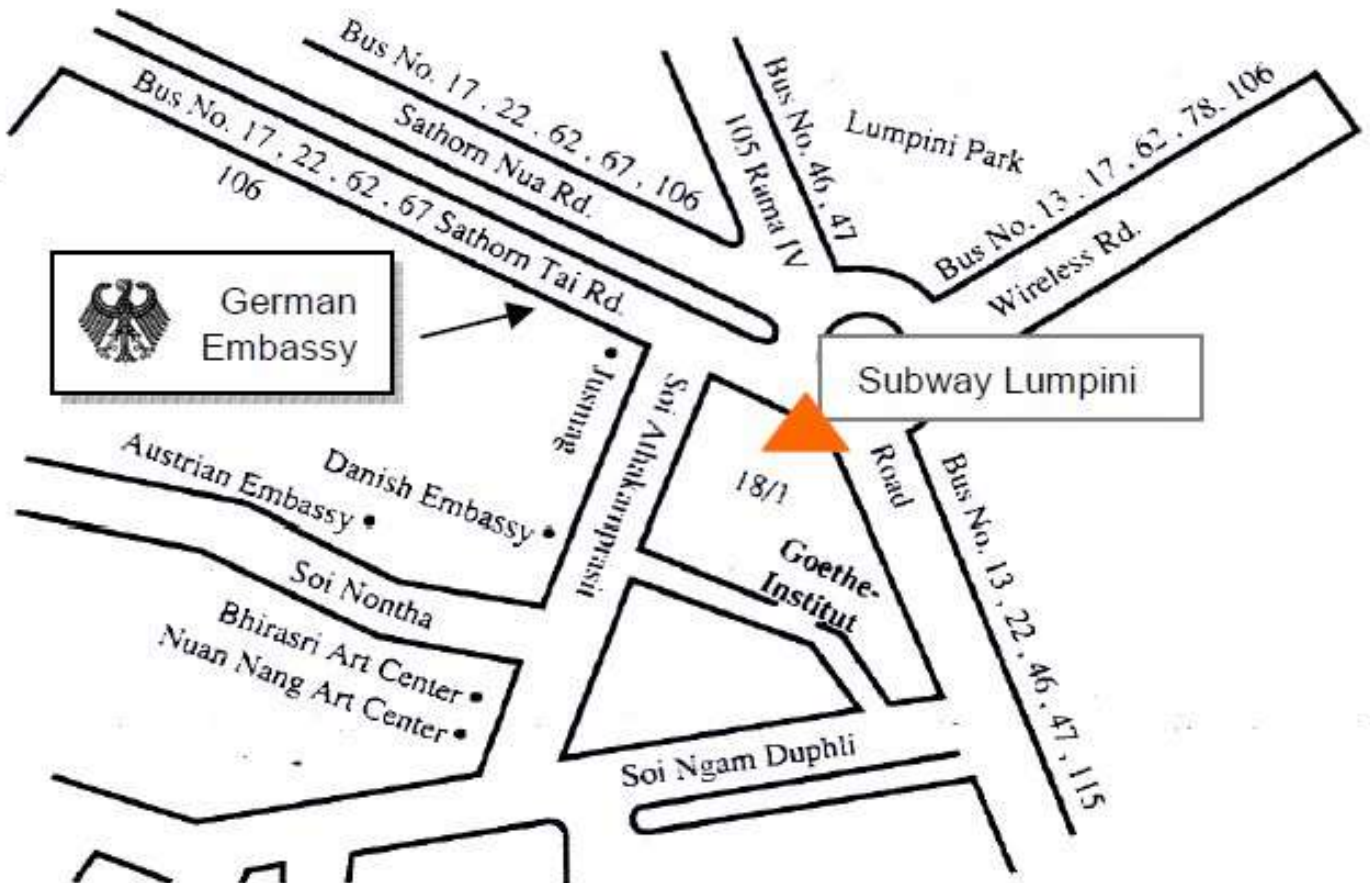 Bus No. 17 . 22 . 62 . 67 , 106
Sathorn Nua Rd.
Bus No. 17 , 22 . 62 . 67 Sathorn Tai Rd.
106
105 Rama IV
Bus No. 46 , 47
Lumpini Park
Bus No. 13 . 17 , 62 , 78. 106
Wireless Rd.
German
Embassy
Subway Lumpini
Jusmag
Soi Athakarnprasit
18/1
Road
Bus No. 13 , 22 , 46 , 47 , 115
Austrian Embassy
Danish Embassy
Goethe-
Institut
Soi Nontha
Bhirasri Art Center
Nuan Nang Art Center
Soi Ngam Duphli